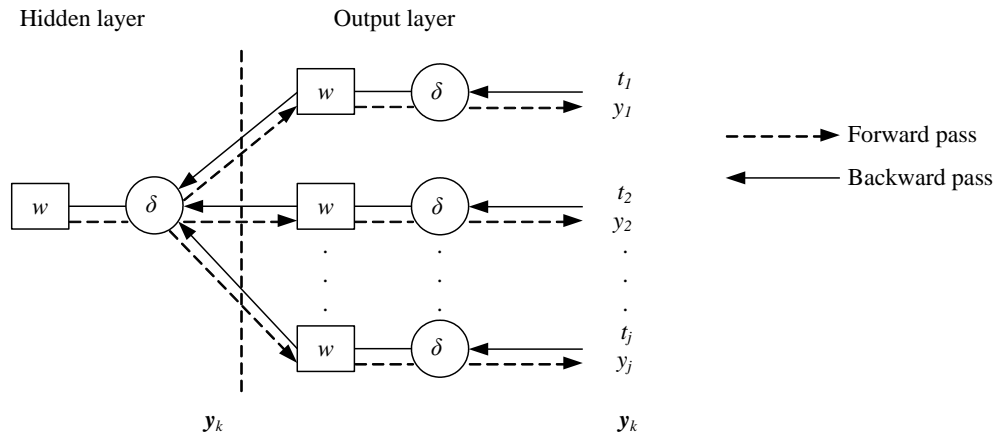 Hidden layer
Output layer
w
δ
t1
y1
Forward pass
Backward pass
w
δ
w
δ
t2
y2
. . .
. . .
. . .
w
δ
tj
yj
yk
yk